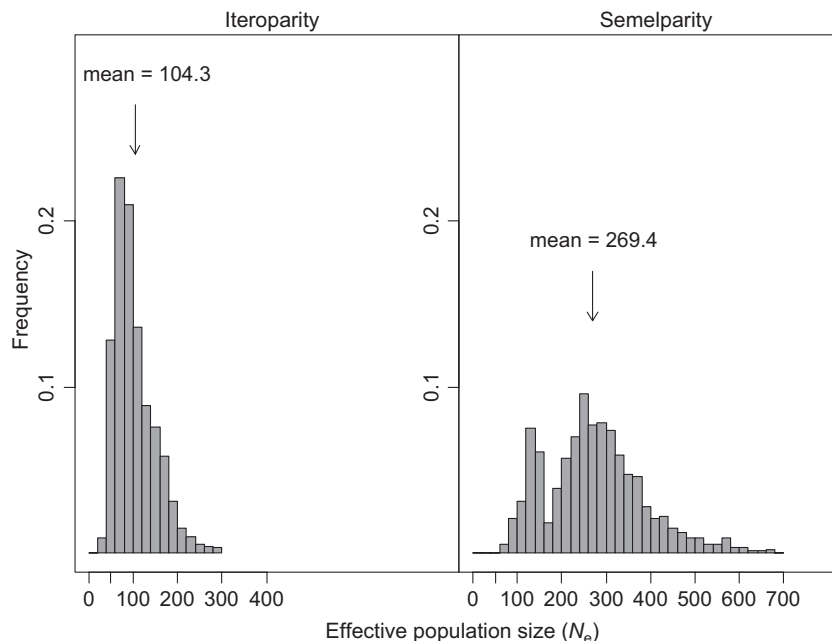 Iteroparity
Semelparity
mean = 104.3
mean = 269.4
Frequency
0.2
0.1
0.2
0.1
0 100 200 300 400
0 100 200 300 400 500 600 700
Effective population size (Ne)